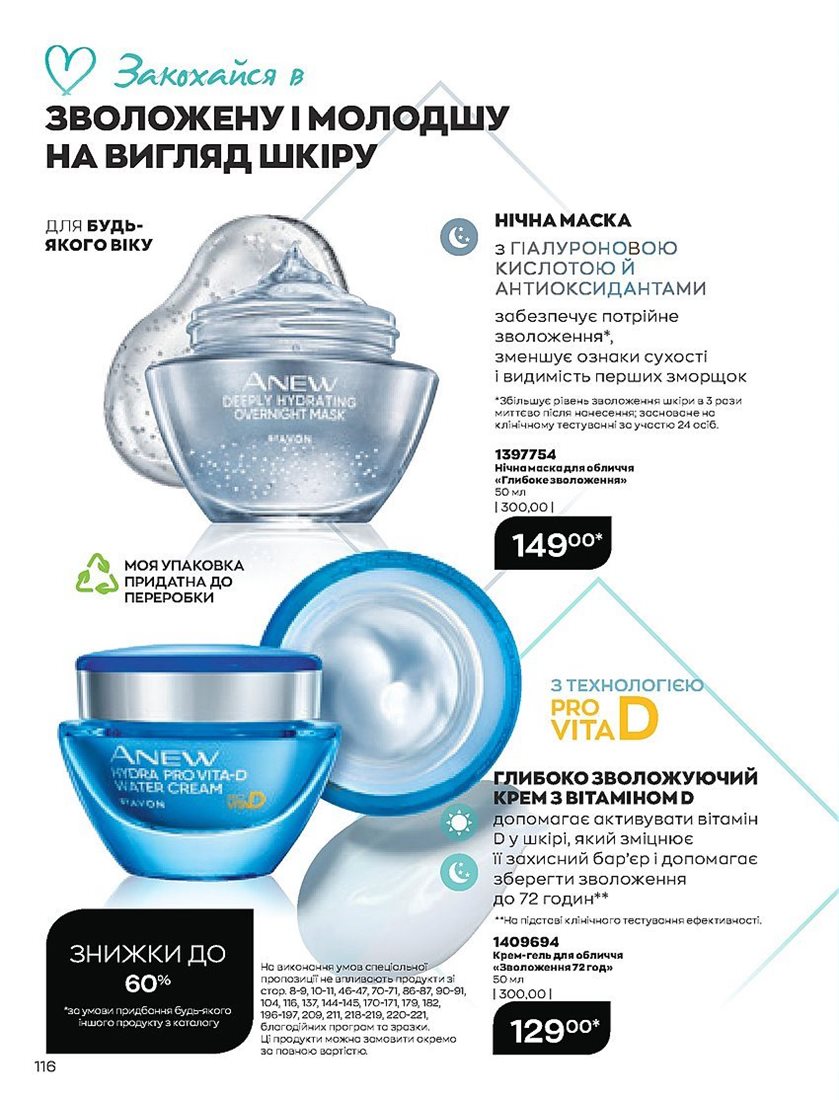 Закохайся в
ЗВОЛОЖЕНУ І МОЛОДШУ
НА ВИГЛЯД ШКІРУ
ДЛЯ БУДЬ-
ЯКОГО ВІКУ
НІЧНА МАСКА
З ГІАЛУРОНОВОЮ
КИСЛОТОЮ Й
АНТИОКСИДАНТАМИ
забезпечує потрійне
зволоження*,
зменшує ознаки сухості
і видимість перших зморщок
*Збільшує рівень зволоження шкіри в 3 рази
миттєво після нанесення; засноване на
клінічному тестуванні за участю 24 осіб.
ANEW
DEEPLY HYDRATING
OVERNIGHT MASK
BY AVON
1397754
Нічна маска для обличчя
«Глибоке зволоження»
50 мл
| 300,00 |
149⁰⁰*
МОЯ УПАКОВКА
ПРИДАТНА ДО
ПЕРЕРОБКИ
З ТЕХНОЛОГІЄЮ
PRO
VITA D
ANEW
HYDRA PRO VITA-D
WATER CREAM
BY AVON
PRO
VITA D
ГЛИБОКО ЗВОЛОЖУЮЧИЙ
КРЕМ З ВІТАМІНОМ D
допомагає активувати вітамін
D у шкірі, який зміцнює
її захисний бар’єр і допомагає
зберегти зволоження
до 72 годин**
**На підставі клінічного тестування ефективності.
1409694
Крем-гель для обличчя
«Зволоження 72 год»
50 мл
| 300,00 |
129⁰⁰*
ЗНИЖКИ ДО
60%
*за умови придбання будь-якого
іншого продукту з каталогу
На виконання умов спеціальної
пропозиції не впливають продукти зі
стор. 8-9, 10-11, 46-47, 70-71, 86-87, 90-91,
104, 116, 137, 144-145, 170-171, 179, 182,
196-197, 209, 211, 218-219, 220-221,
благодійних програм та зразки.
Ці продукти можна замовити окремо
за повною вартістю.
116